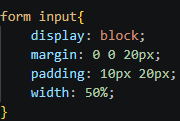 form input{
    display: block;
    margin: 0 0 20px;
    padding: 10px 20px;
    width: 50%;
}